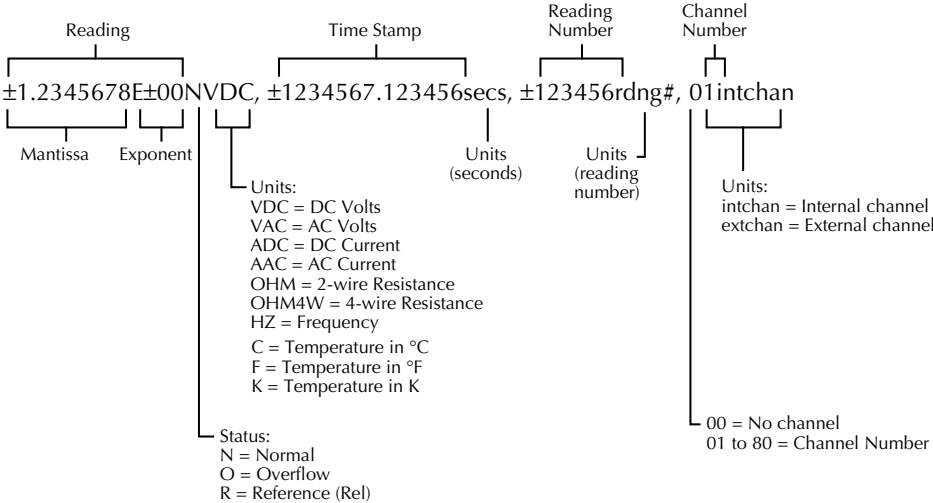 Reading
Time Stamp
Reading
Number
Channel
Number
±1.2345678E±00NVDC, ±1234567.123456secs, ±123456rdng#, 01intchan
Mantissa
Exponent
Units
(seconds)
Units
(reading
number)
Units:
intchan = Internal channel
extchan = External channel
Units:
VDC = DC Volts
VAC = AC Volts
ADC = DC Current
AAC = AC Current
OHM = 2-wire Resistance
OHM4W = 4-wire Resistance
HZ = Frequency
C = Temperature in °C
F = Temperature in °F
K = Temperature in K
00 = No channel
01 to 80 = Channel Number
Status:
N = Normal
O = Overflow
R = Reference (Rel)